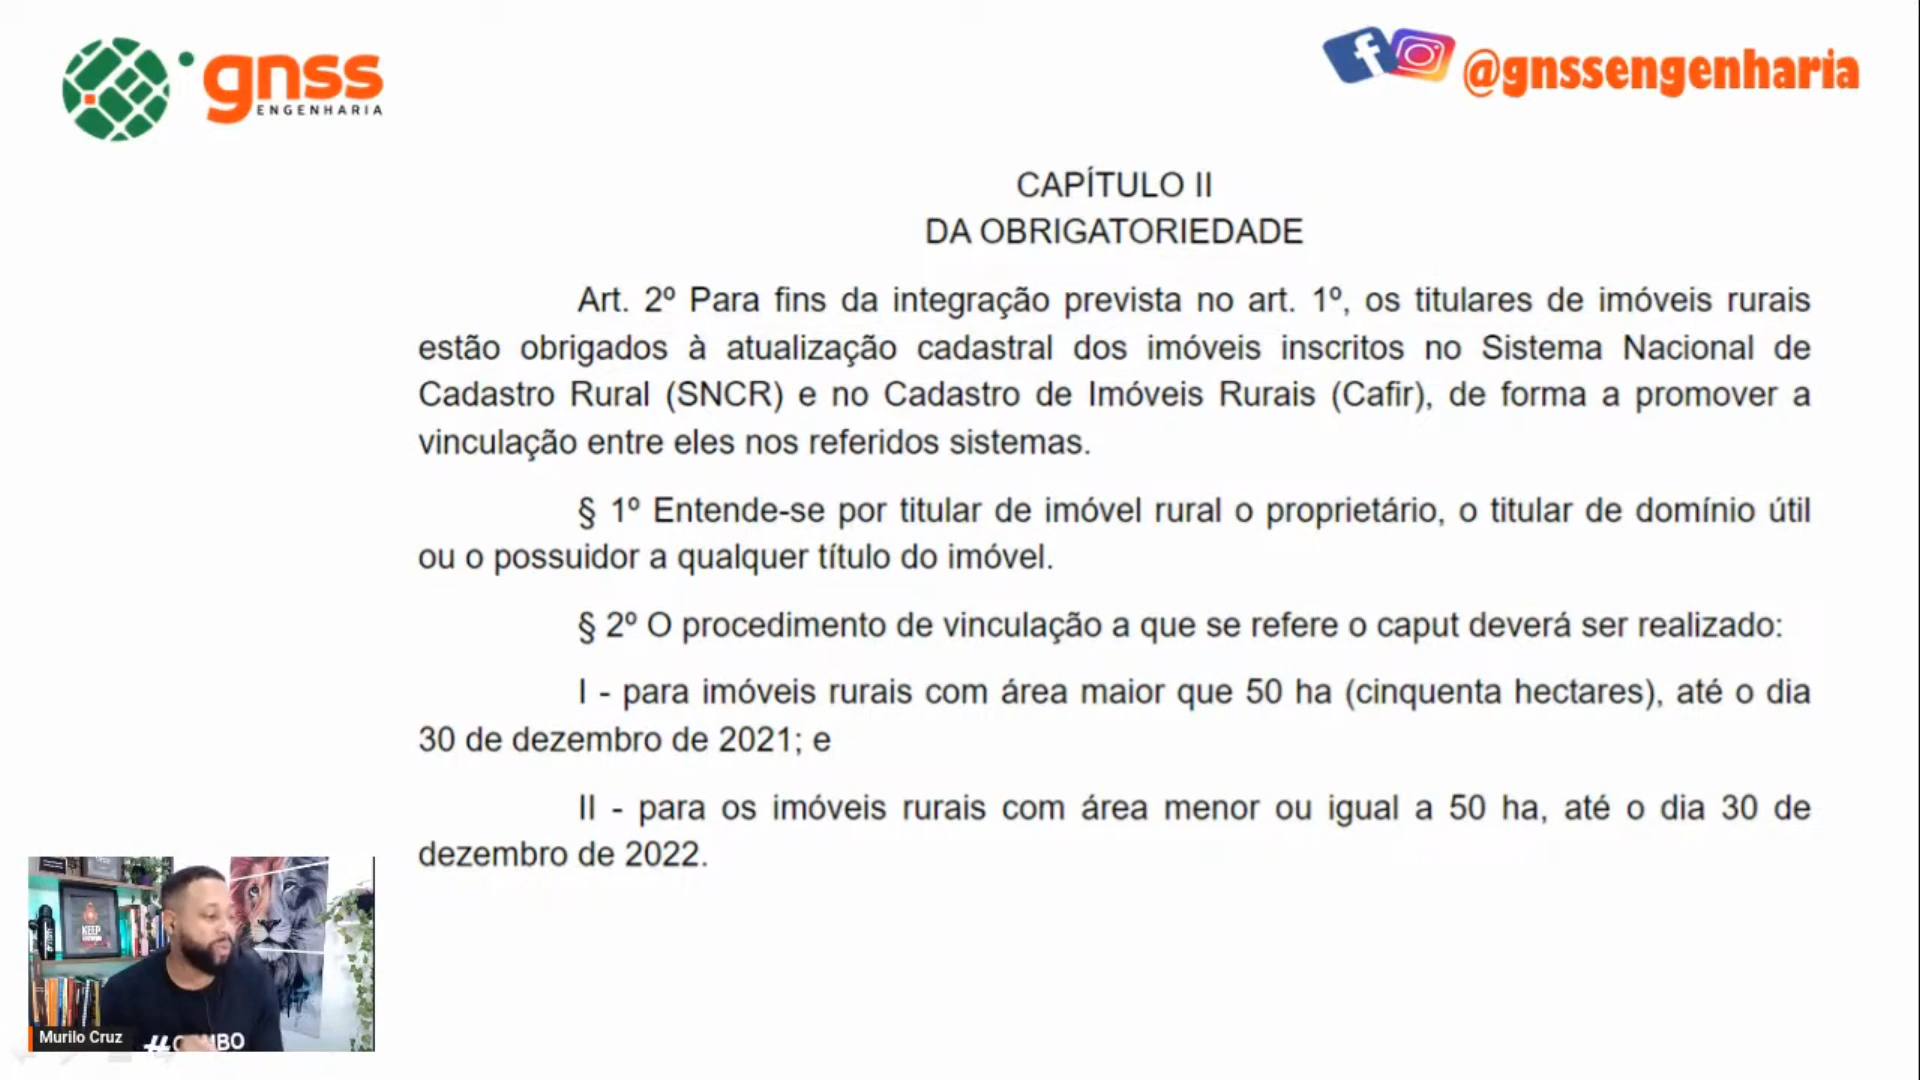 gnss
ENGENHARIA
@gnssengenharia
CAPÍTULO II
DA OBRIGATORIEDADE
Art. 2º Para fins da integração prevista no art. 1º, os titulares de imóveis rurais
estão obrigados à atualização cadastral dos imóveis inscritos no Sistema Nacional de
Cadastro Rural (SNCR) e no Cadastro de Imóveis Rurais (Cafir), de forma a promover a
vinculação entre eles nos referidos sistemas.
§ 1º Entende-se por titular de imóvel rural o proprietário, o titular de domínio útil
ou o possuidor a qualquer título do imóvel.
§ 2º O procedimento de vinculação a que se refere o caput deverá ser realizado:
I - para imóveis rurais com área maior que 50 ha (cinquenta hectares), até o dia
30 de dezembro de 2021; e
II - para os imóveis rurais com área menor ou igual a 50 ha, até o dia 30 de
dezembro de 2022.
KEEP
Murilo Cruz